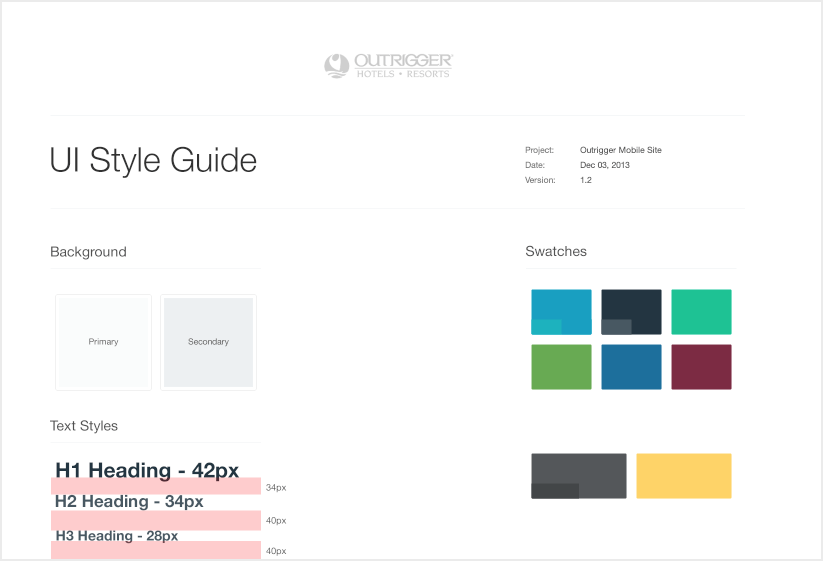 OUTRIGGER®
HOTELS • RESORTS
UI Style Guide
Project: Outrigger Mobile Site
Date: Dec 03, 2013
Version: 1.2
Background
Swatches
Primary
Secondary
Text Styles
H1 Heading - 42px
34px
H2 Heading - 34px
40px
H3 Heading - 28px
40px